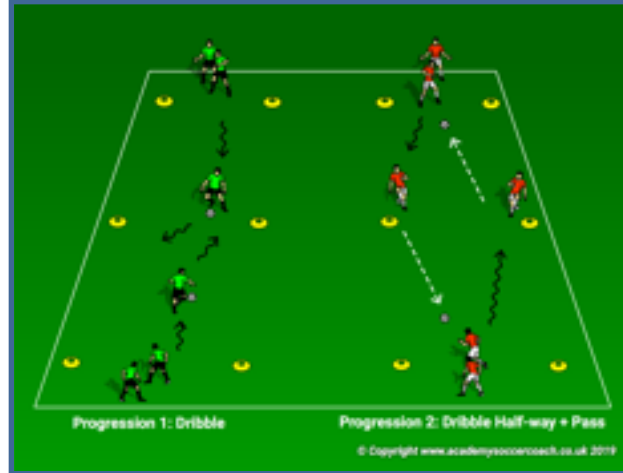 Progression 1: Dribble
Progression 2: Dribble Half-way + Pass
© Copyright www.academysoccercoach.co.uk 2019